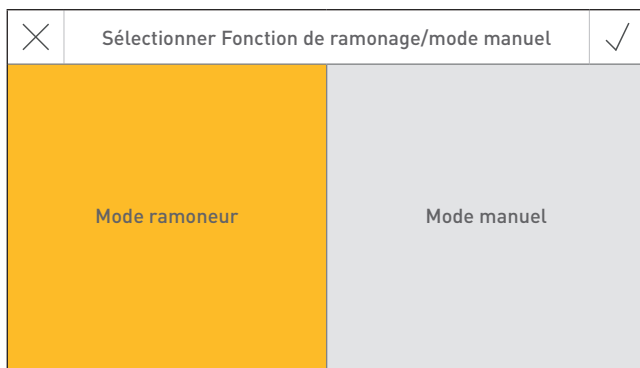 Sélectionner Fonction de ramonage/mode manuel
Mode ramoneur
Mode manuel